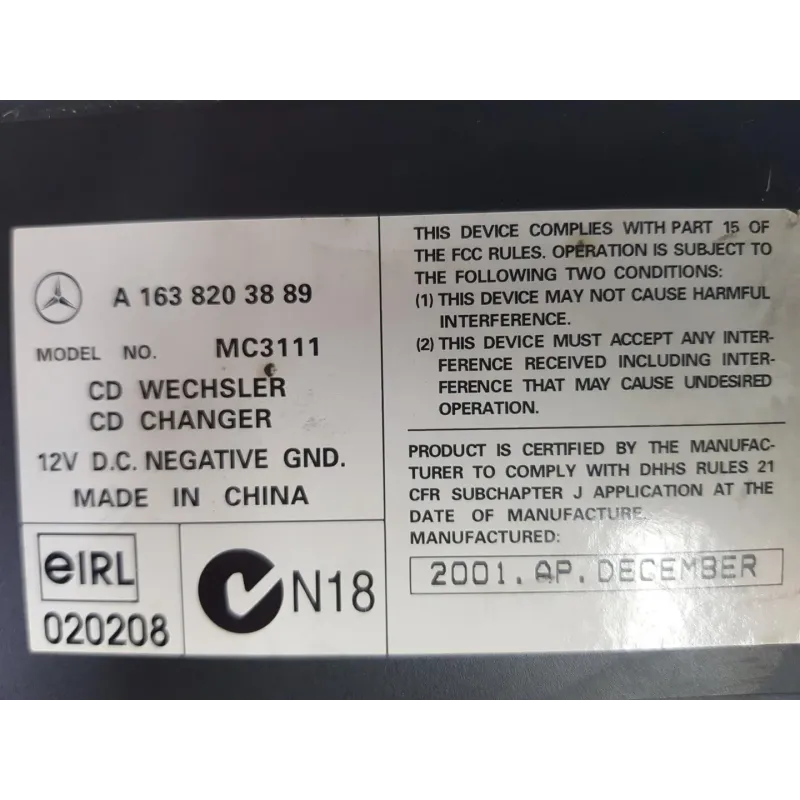 A 163 820 38 89
MODEL NO. MC3111
CD WECHSLER
CD CHANGER
12V D.C. NEGATIVE GND.
MADE IN CHINA
eIRL
020208
N18
THIS DEVICE COMPLIES WITH PART 15 OF
THE FCC RULES. OPERATION IS SUBJECT TO
THE FOLLOWING TWO CONDITIONS:
(1) THIS DEVICE MAY NOT CAUSE HARMFUL
INTERFERENCE.
(2) THIS DEVICE MUST ACCEPT ANY INTER-
FERENCE RECEIVED INCLUDING INTER-
FERENCE THAT MAY CAUSE UNDESIRED
OPERATION.
PRODUCT IS CERTIFIED BY THE MANUFAC-
TURER TO COMPLY WITH DHHS RULES 21
CFR SUBCHAPTER J APPLICATION AT THE
DATE OF MANUFACTURE.
MANUFACTURED:
2001.AP.DECEMBER